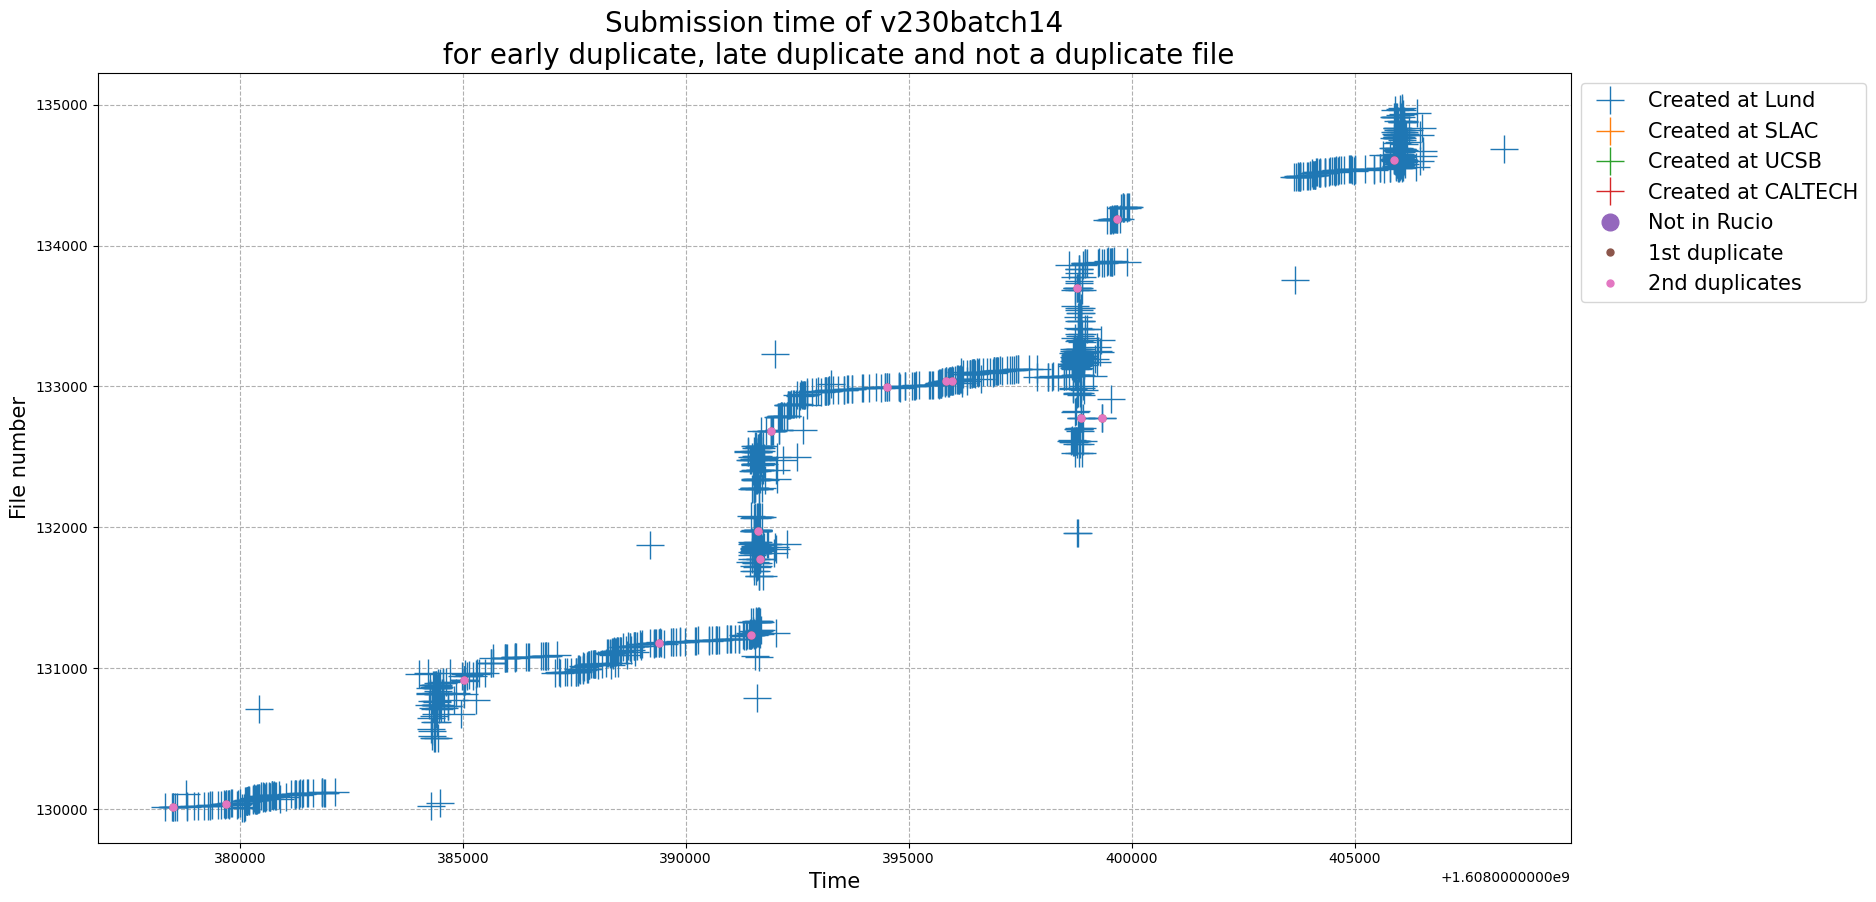 Submission time of v230batch14
for early duplicate, late duplicate and not a duplicate file
135000
134000
133000
132000
131000
130000
File number
380000 385000 390000 395000 400000 405000
+1.6080000000e9
Time
Created at Lund
Created at SLAC
Created at UCSB
Created at CALTECH
Not in Rucio
1st duplicate
2nd duplicates